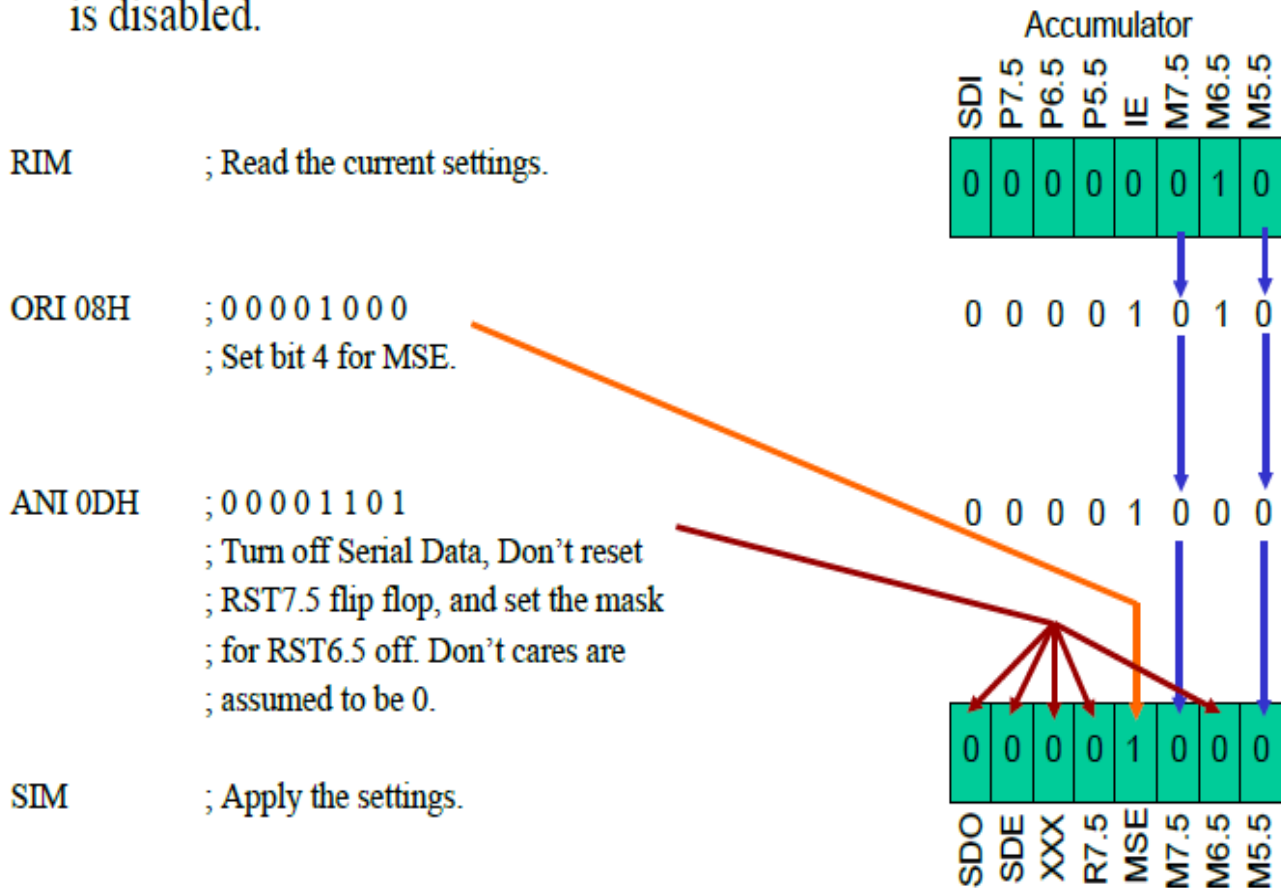 is disabled.
Accumulator
SDI P7.5 P6.5 P5.5 IE M7.5 M6.5 M5.5
RIM ; Read the current settings.
0 0 0 0 0 0 1 0
ORI 08H ; 0 0 0 0 1 0 0 0
0 0 0 0 1 0 1 0
; Set bit 4 for MSE.
ANI 0DH ; 0 0 0 0 1 1 0 1
0 0 0 0 1 0 0 0
; Turn off Serial Data, Don't reset
; RST7.5 flip flop, and set the mask
; for RST6.5 off. Don't cares are
; assumed to be 0.
0 0 0 0 1 0 0 0
SIM ; Apply the settings.
SDO SDE XXX R7.5 MSE M7.5 M6.5 M5.5